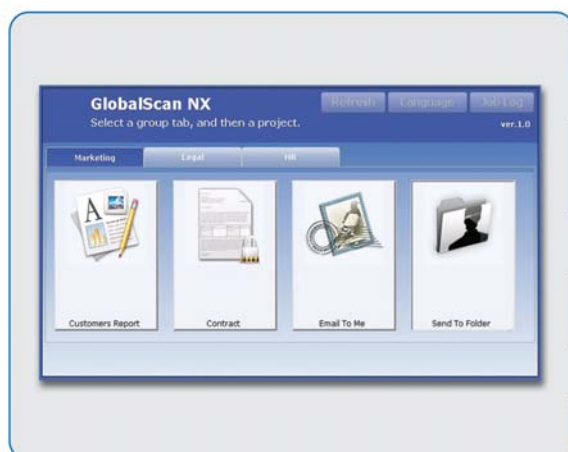 GlobalScan NX
Refresh
Language
Job Log
Select a group tab, and then a project.
ver.1.0
Marketing
Legal
HR
A
Customers Report
Contract
Email To Me
Send To Folder